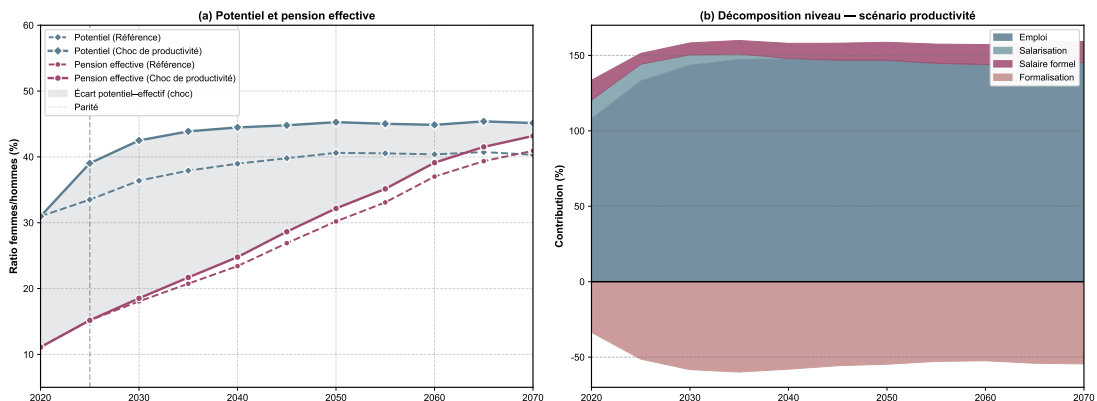 (a) Potentiel et pension effective
Ratio femmes/hommes (%)
60
50
40
30
20
10
2020
2030
2040
2050
2060
2070
Potentiel (Référence)
Potentiel (Choc de productivité)
Pension effective (Référence)
Pension effective (Choc de productivité)
Écart potentiel–effectif (choc)
Parité
(b) Décomposition niveau — scénario productivité
Contribution (%)
150
100
50
0
-50
2020
2030
2040
2050
2060
2070
Emploi
Salarisation
Salaire formel
Formalisation